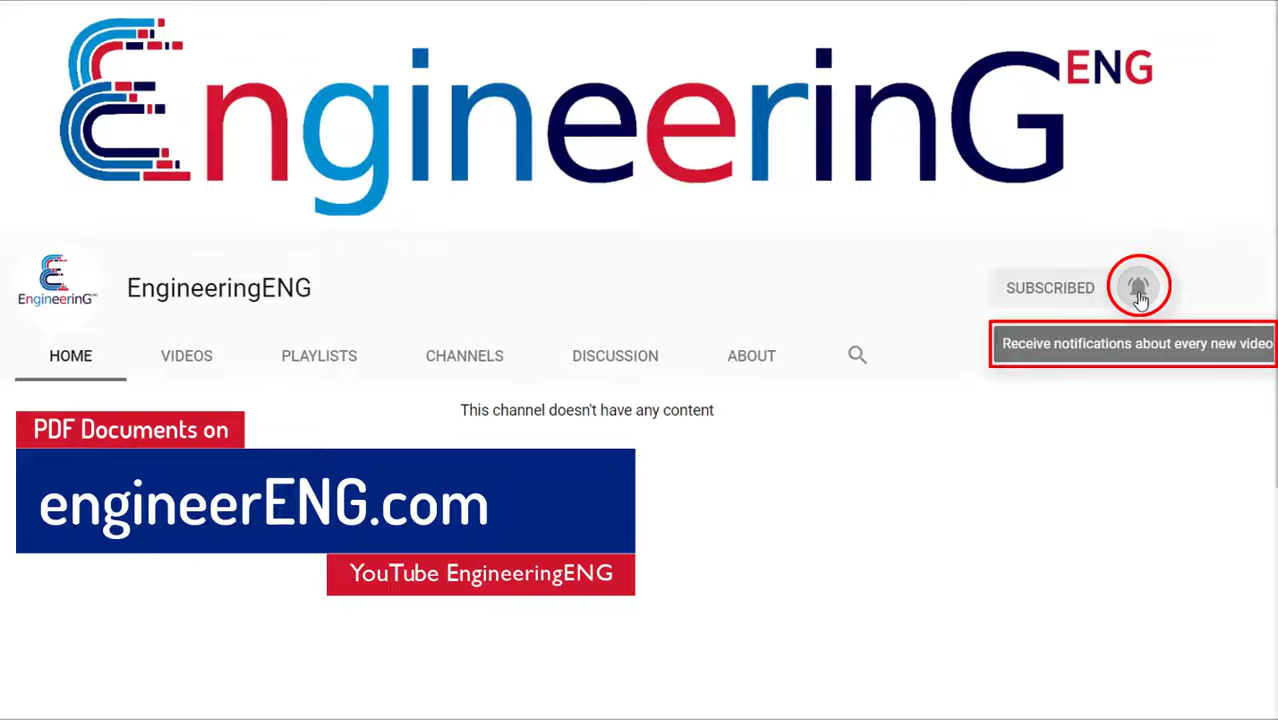 EngineerinG ENG
EngineerinG
EngineeringENG
SUBSCRIBED
Receive notifications about every new video
HOME VIDEOS PLAYLISTS CHANNELS DISCUSSION ABOUT
This channel doesn't have any content
PDF Documents on
engineerENG.com
YouTube EngineeringENG